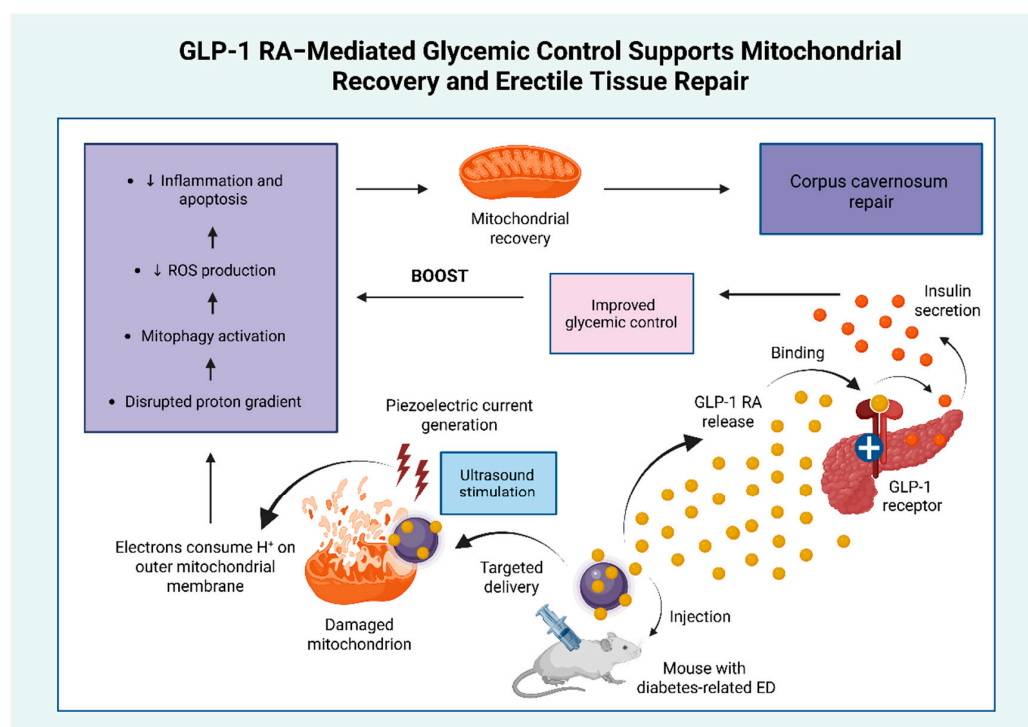 GLP-1 RA–Mediated Glycemic Control Supports Mitochondrial
Recovery and Erectile Tissue Repair
• ↓ Inflammation and
apoptosis
• ↓ ROS production
• Mitophagy activation
• Disrupted proton gradient
Mitochondrial
recovery
Corpus cavernosum
repair
BOOST
Improved
glycemic control
Insulin
secretion
Binding
GLP-1 RA
release
GLP-1
receptor
Piezoelectric current
generation
Ultrasound
stimulation
Electrons consume H⁺ on
outer mitochondrial
membrane
Damaged
mitochondrion
Targeted
delivery
Injection
Mouse with
diabetes-related ED